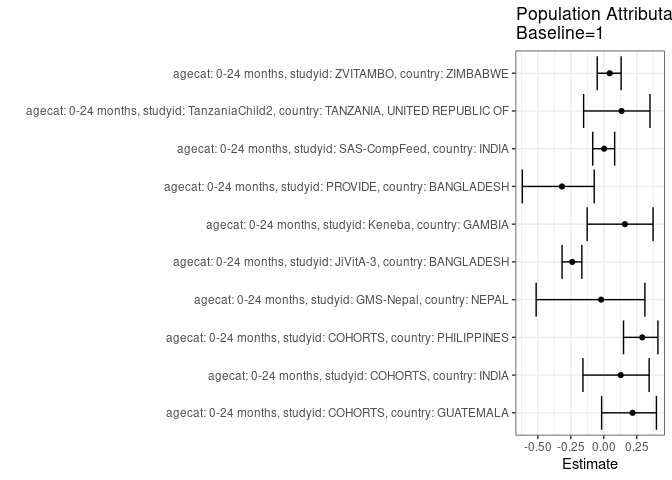 Population Attributa
Baseline=1
agecat: 0-24 months, studyid: ZVITAMBO, country: ZIMBABWE
agecat: 0-24 months, studyid: TanzaniaChild2, country: TANZANIA, UNITED REPUBLIC OF
agecat: 0-24 months, studyid: SAS-CompFeed, country: INDIA
agecat: 0-24 months, studyid: PROVIDE, country: BANGLADESH
agecat: 0-24 months, studyid: Keneba, country: GAMBIA
agecat: 0-24 months, studyid: JiVitA-3, country: BANGLADESH
agecat: 0-24 months, studyid: GMS-Nepal, country: NEPAL
agecat: 0-24 months, studyid: COHORTS, country: PHILIPPINES
agecat: 0-24 months, studyid: COHORTS, country: INDIA
agecat: 0-24 months, studyid: COHORTS, country: GUATEMALA
-0.50 -0.25 0.00 0.25
Estimate